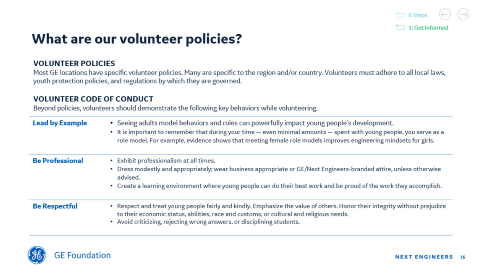 6 Steps
1: Get Informed
What are our volunteer policies?
VOLUNTEER POLICIES
Most GE locations have specific volunteer policies. Many are specific to the region and/or country. Volunteers must adhere to all local laws,
youth protection policies, and regulations by which they are governed.
VOLUNTEER CODE OF CONDUCT
Beyond policies, volunteers should demonstrate the following key behaviors while volunteering.
Lead by Example
• Seeing adults model behaviors and roles can powerfully impact young people's development.
• It is important to remember that during your time — even minimal amounts — spent with young people, you serve as a
role model. For example, evidence shows that meeting female role models improves engineering mindsets for girls.
Be Professional
• Exhibit professionalism at all times.
• Dress modestly and appropriately; wear business appropriate or GE/Next Engineers-branded attire, unless otherwise
advised.
• Create a learning environment where young people can do their best work and be proud of the work they accomplish.
Be Respectful
• Respect and treat young people fairly and kindly. Emphasize the value of others. Honor their integrity without prejudice
to their economic status, abilities, race and customs, or cultural and religious needs.
• Avoid criticizing, rejecting wrong answers, or disciplining students.
GE Foundation
NEXT ENGINEERS